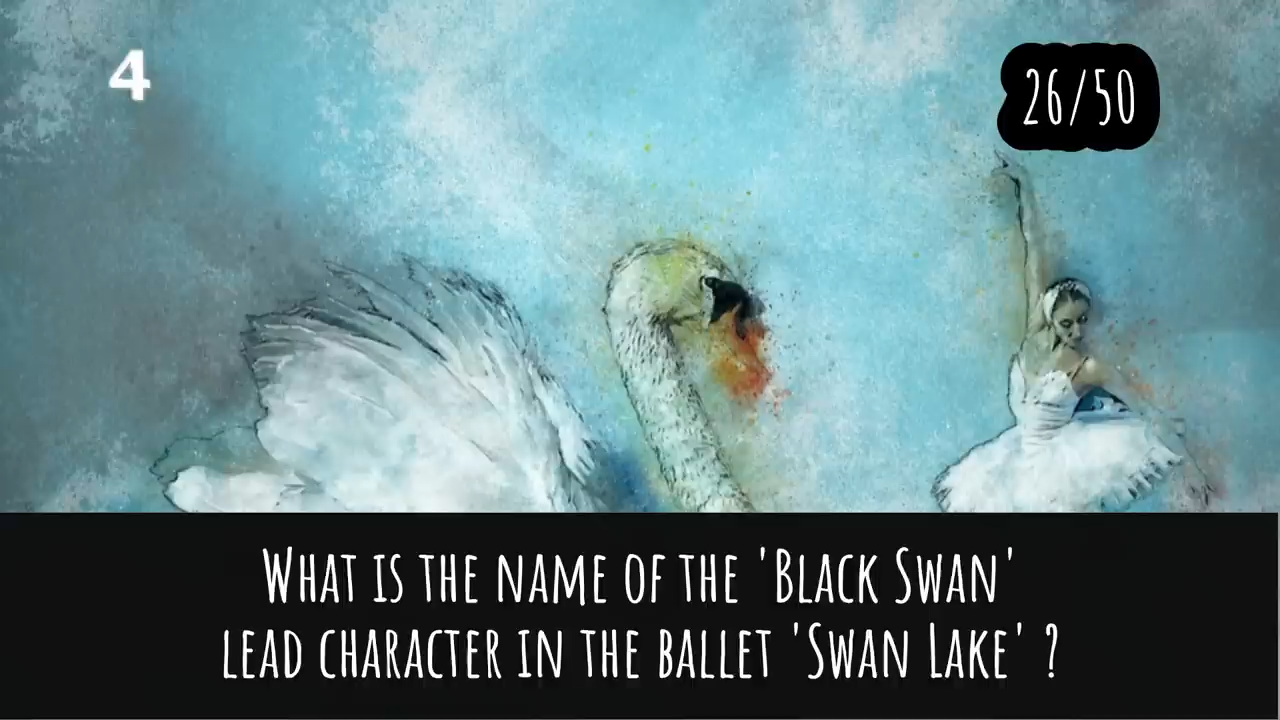 4
26/50
What is the name of the 'Black Swan'
lead character in the ballet 'Swan Lake' ?